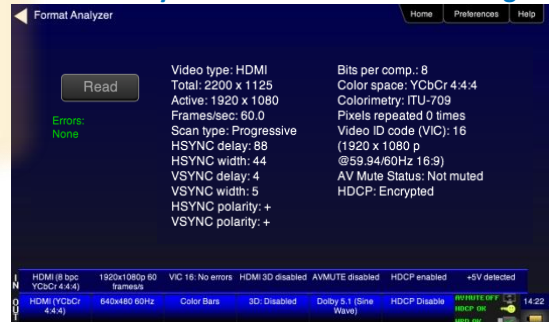 Format Analyzer
Home
Preferences
Help
Read
Errors:
None
Video type: HDMI
Total: 2200 x 1125
Active: 1920 x 1080
Frames/sec: 60.0
Scan type: Progressive
HSYNC delay: 88
HSYNC width: 44
VSYNC delay: 4
VSYNC width: 5
HSYNC polarity: +
VSYNC polarity: +
Bits per comp.: 8
Color space: YCbCr 4:4:4
Colorimetry: ITU-709
Pixels repeated 0 times
Video ID code (VIC): 16
(1920 x 1080 p
@59.94/60Hz 16:9)
AV Mute Status: Not muted
HDCP: Encrypted
IN
HDMI (8 bpc
YCbCr 4:4:4)
1920x1080p 60
frames/s
VIC 16: No errors
HDMI 3D disabled
AVMUTE disabled
HDCP enabled
+5V detected
OUT
HDMI (YCbCr
4:4:4)
640x480 60Hz
Color Bars
3D: Disabled
Dolby 5.1 (Sine
Wave)
HDCP Disable
AVMUTE OFF
HDCP OK
14:22